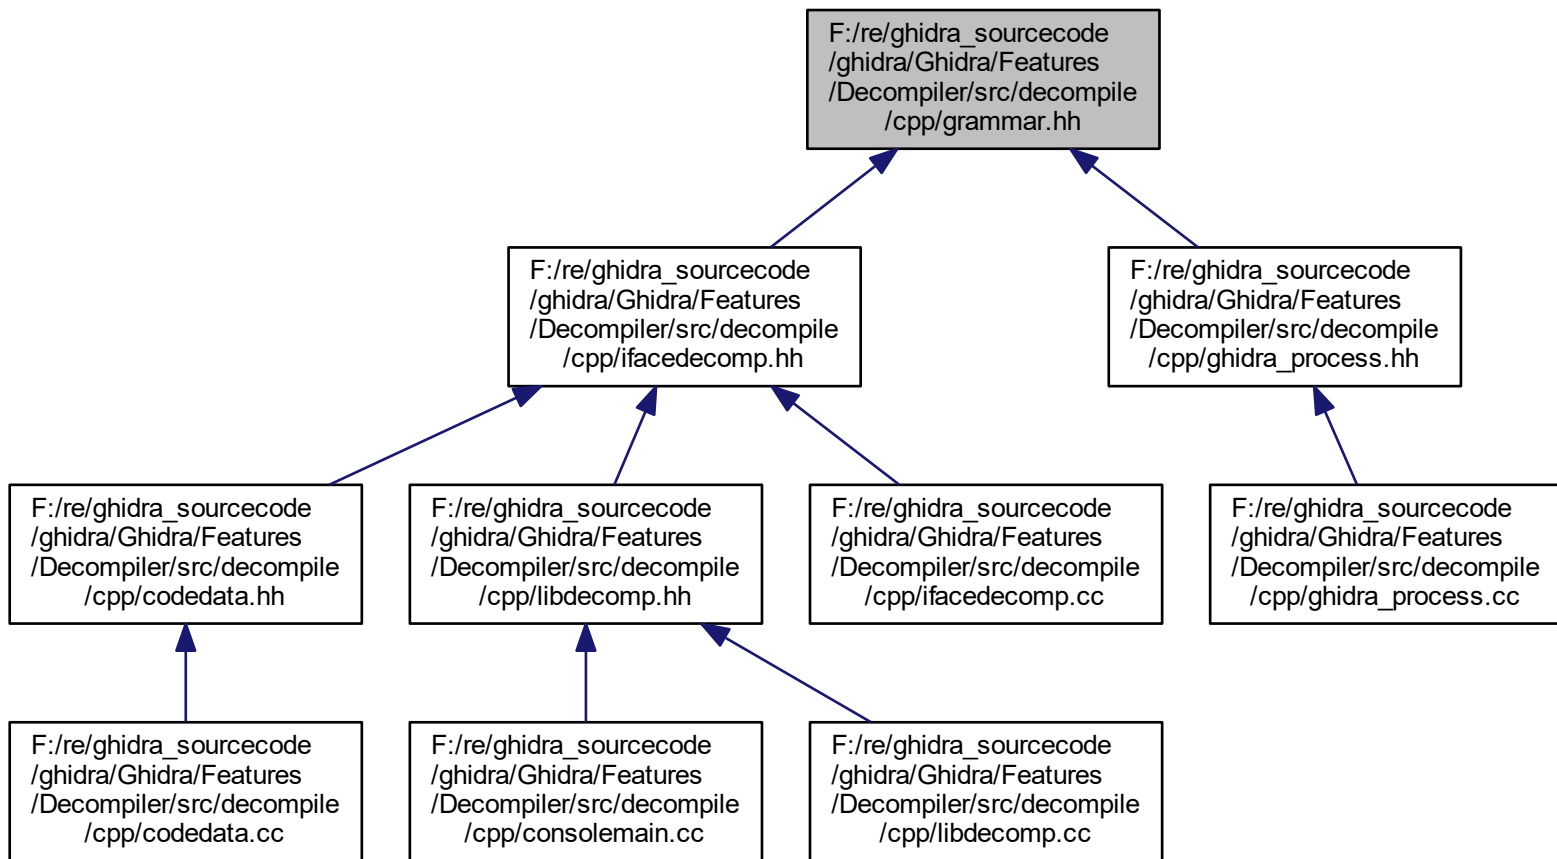 F:/re/ghidra_sourcecode
/ghidra/Ghidra/Features
/Decompiler/src/decompile
/cpp/grammar.hh
F:/re/ghidra_sourcecode
/ghidra/Ghidra/Features
/Decompiler/src/decompile
/cpp/ifacedecomp.hh
F:/re/ghidra_sourcecode
/ghidra/Ghidra/Features
/Decompiler/src/decompile
/cpp/ghidra_process.hh
F:/re/ghidra_sourcecode
/ghidra/Ghidra/Features
/Decompiler/src/decompile
/cpp/codedata.hh
F:/re/ghidra_sourcecode
/ghidra/Ghidra/Features
/Decompiler/src/decompile
/cpp/libdecomp.hh
F:/re/ghidra_sourcecode
/ghidra/Ghidra/Features
/Decompiler/src/decompile
/cpp/ifacedecomp.cc
F:/re/ghidra_sourcecode
/ghidra/Ghidra/Features
/Decompiler/src/decompile
/cpp/ghidra_process.cc
F:/re/ghidra_sourcecode
/ghidra/Ghidra/Features
/Decompiler/src/decompile
/cpp/codedata.cc
F:/re/ghidra_sourcecode
/ghidra/Ghidra/Features
/Decompiler/src/decompile
/cpp/consolemain.cc
F:/re/ghidra_sourcecode
/ghidra/Ghidra/Features
/Decompiler/src/decompile
/cpp/libdecomp.cc